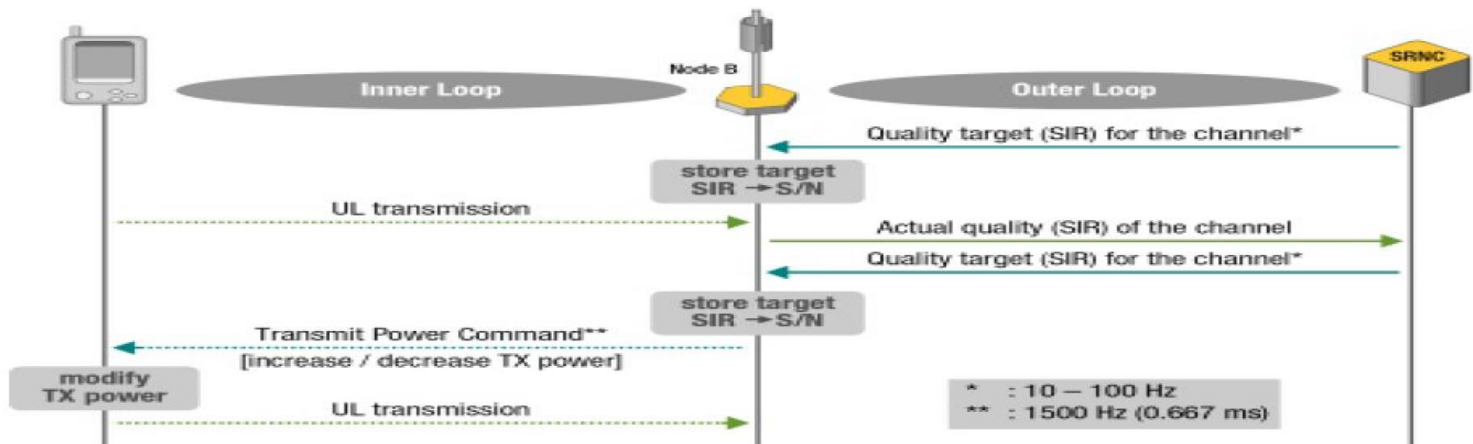 SRNC
Node B
Inner Loop
Outer Loop
Quality target (SIR) for the channel*
store target
SIR → S/N
UL transmission
Actual quality (SIR) of the channel
Quality target (SIR) for the channel*
store target
SIR → S/N
Transmit Power Command**
[increase / decrease TX power]
modify
TX power
* : 10 – 100 Hz
** : 1500 Hz (0.667 ms)
UL transmission